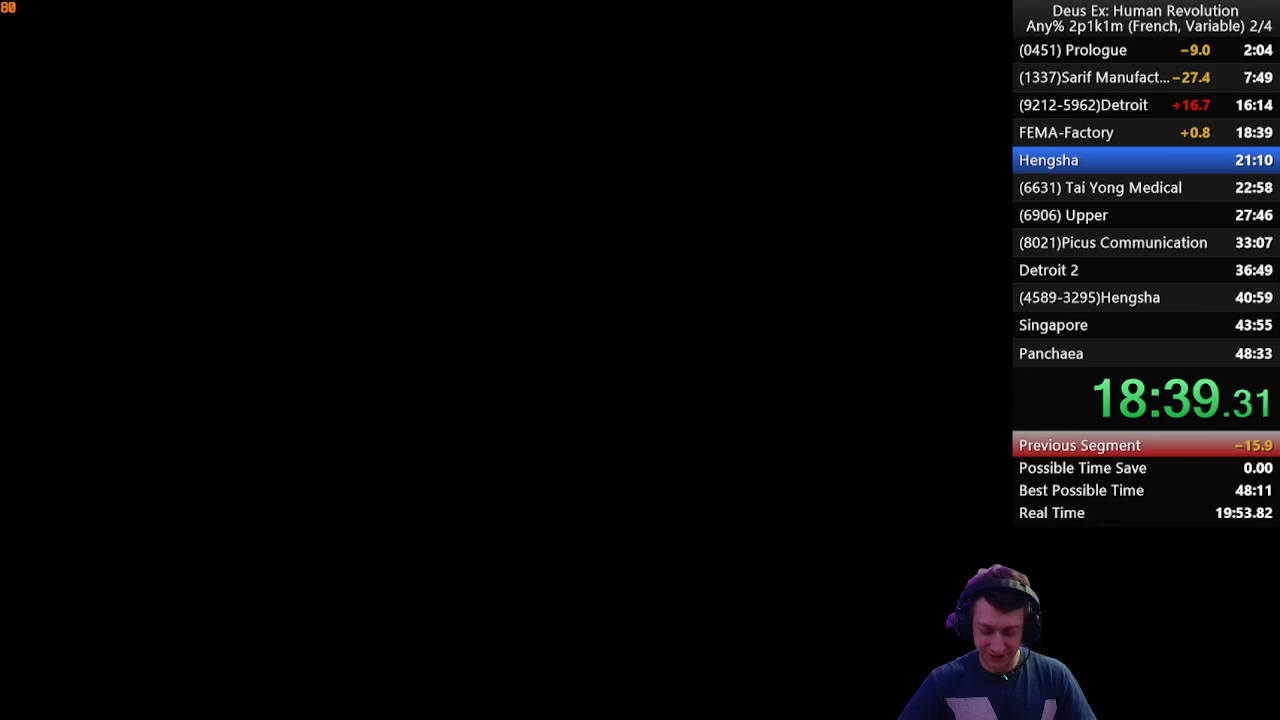 80
Deus Ex: Human Revolution
Any% 2p1k1m (French, Variable) 2/4
(0451) Prologue −9.0 2:04
(1337)Sarif Manufact... −27.4 7:49
(9212-5962)Detroit +16.7 16:14
FEMA-Factory +0.8 18:39
Hengsha 21:10
(6631) Tai Yong Medical 22:58
(6906) Upper 27:46
(8021)Picus Communication 33:07
Detroit 2 36:49
(4589-3295)Hengsha 40:59
Singapore 43:55
Panchaea 48:33
18:39.31
Previous Segment −15.9
Possible Time Save 0.00
Best Possible Time 48:11
Real Time 19:53.82